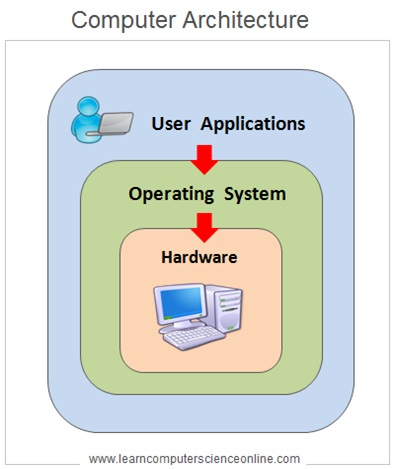 Computer Architecture
User Applications
Operating System
Hardware
www.learncomputerscienceonline.com